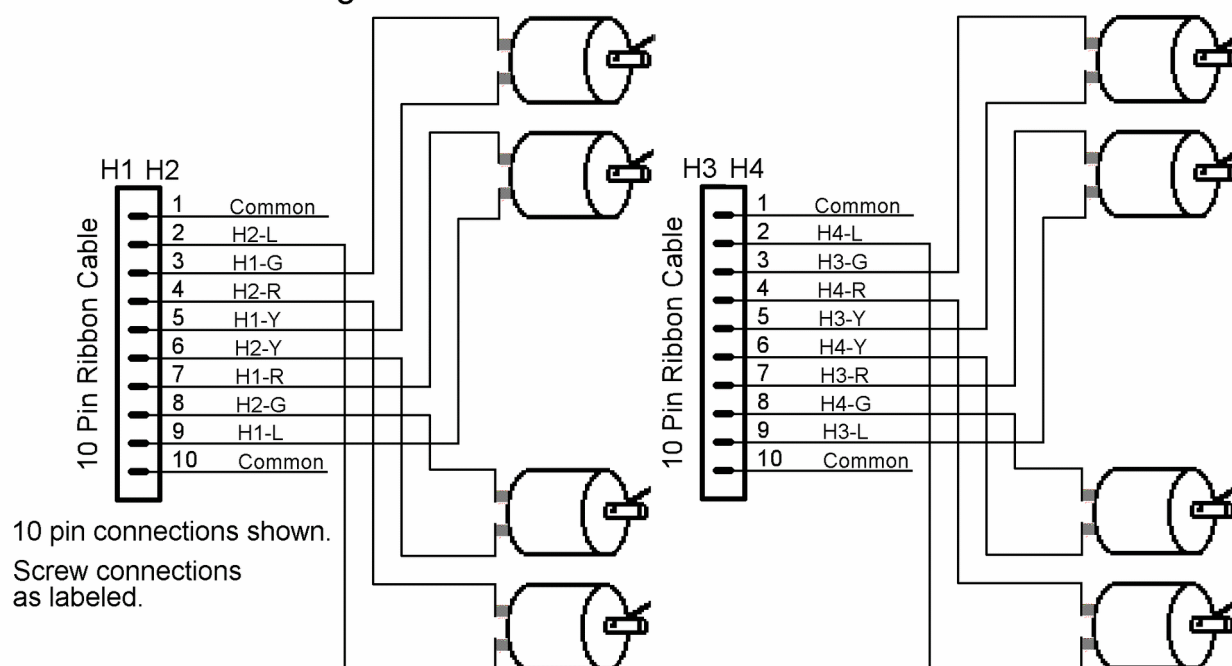 H1 H2
10 Pin Ribbon Cable
1 Common
2 H2-L
3 H1-G
4 H2-R
5 H1-Y
6 H2-Y
7 H1-R
8 H2-G
9 H1-L
10 Common
10 pin connections shown.
Screw connections
as labeled.
H3 H4
10 Pin Ribbon Cable
1 Common
2 H4-L
3 H3-G
4 H4-R
5 H3-Y
6 H4-Y
7 H3-R
8 H4-G
9 H3-L
10 Common